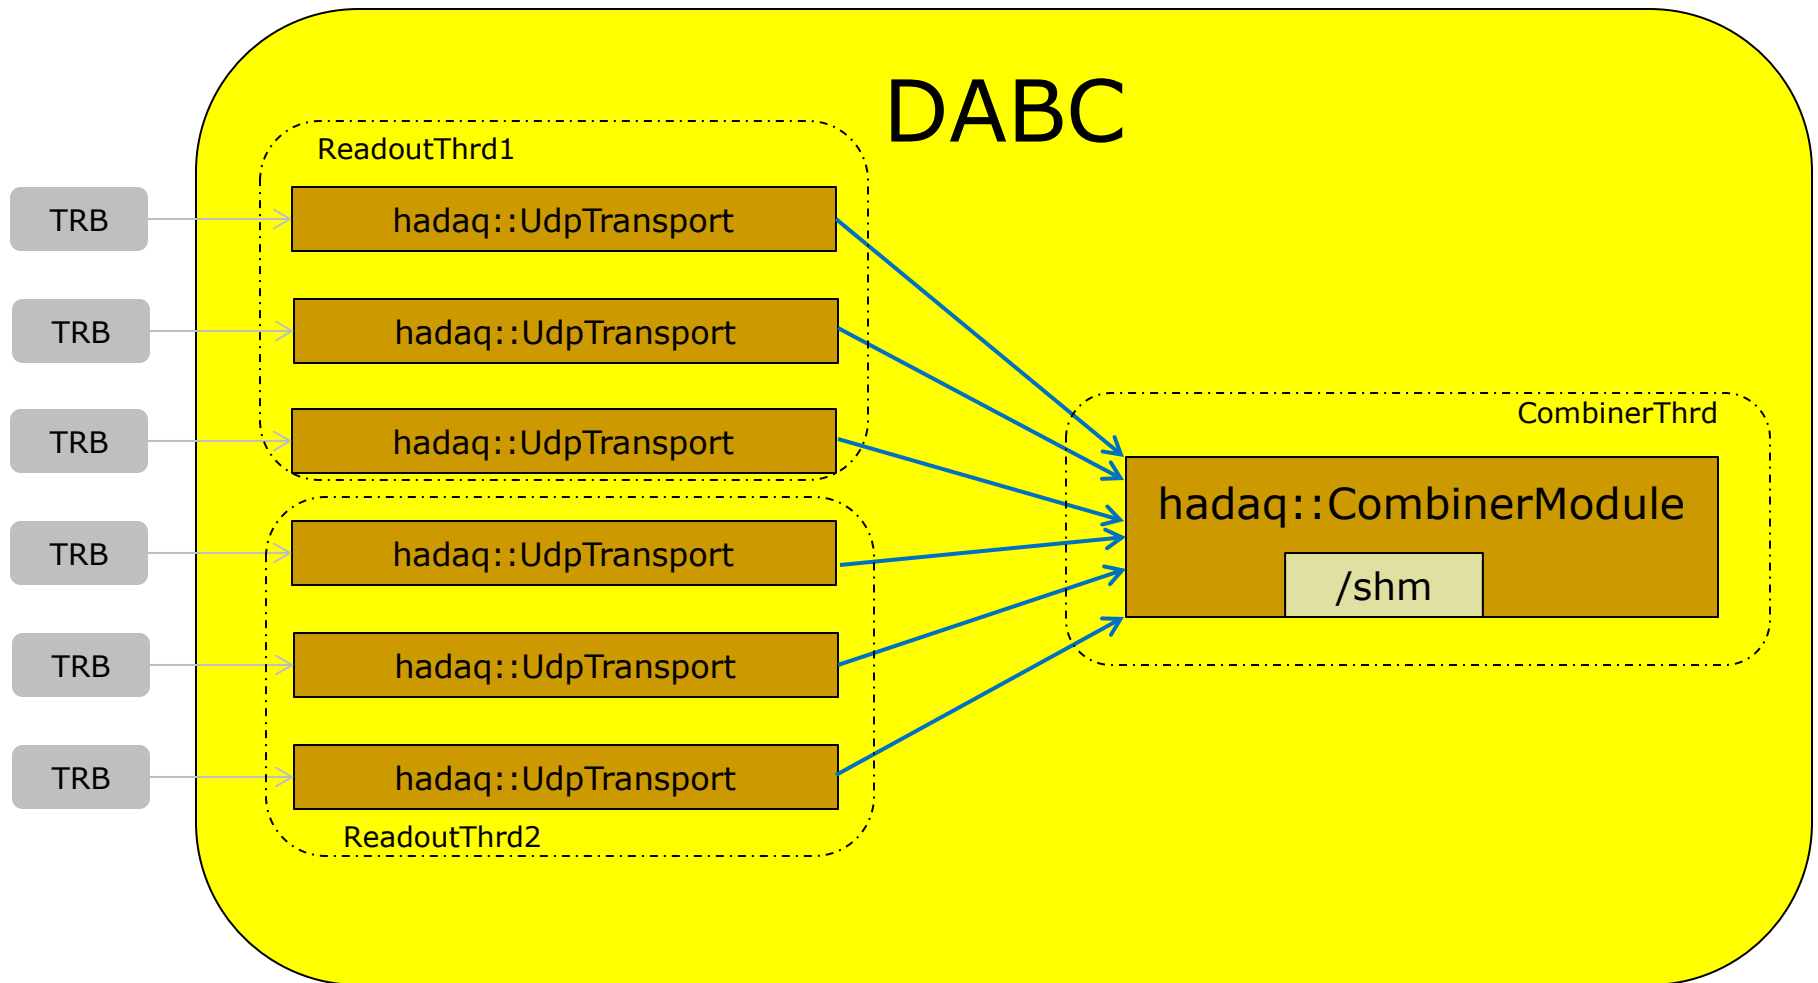 DABC
ReadoutThrd1
TRB
hadaq::UdpTransport
TRB
hadaq::UdpTransport
TRB
hadaq::UdpTransport
TRB
hadaq::UdpTransport
TRB
hadaq::UdpTransport
TRB
hadaq::UdpTransport
ReadoutThrd2
CombinerThrd
hadaq::CombinerModule
/shm